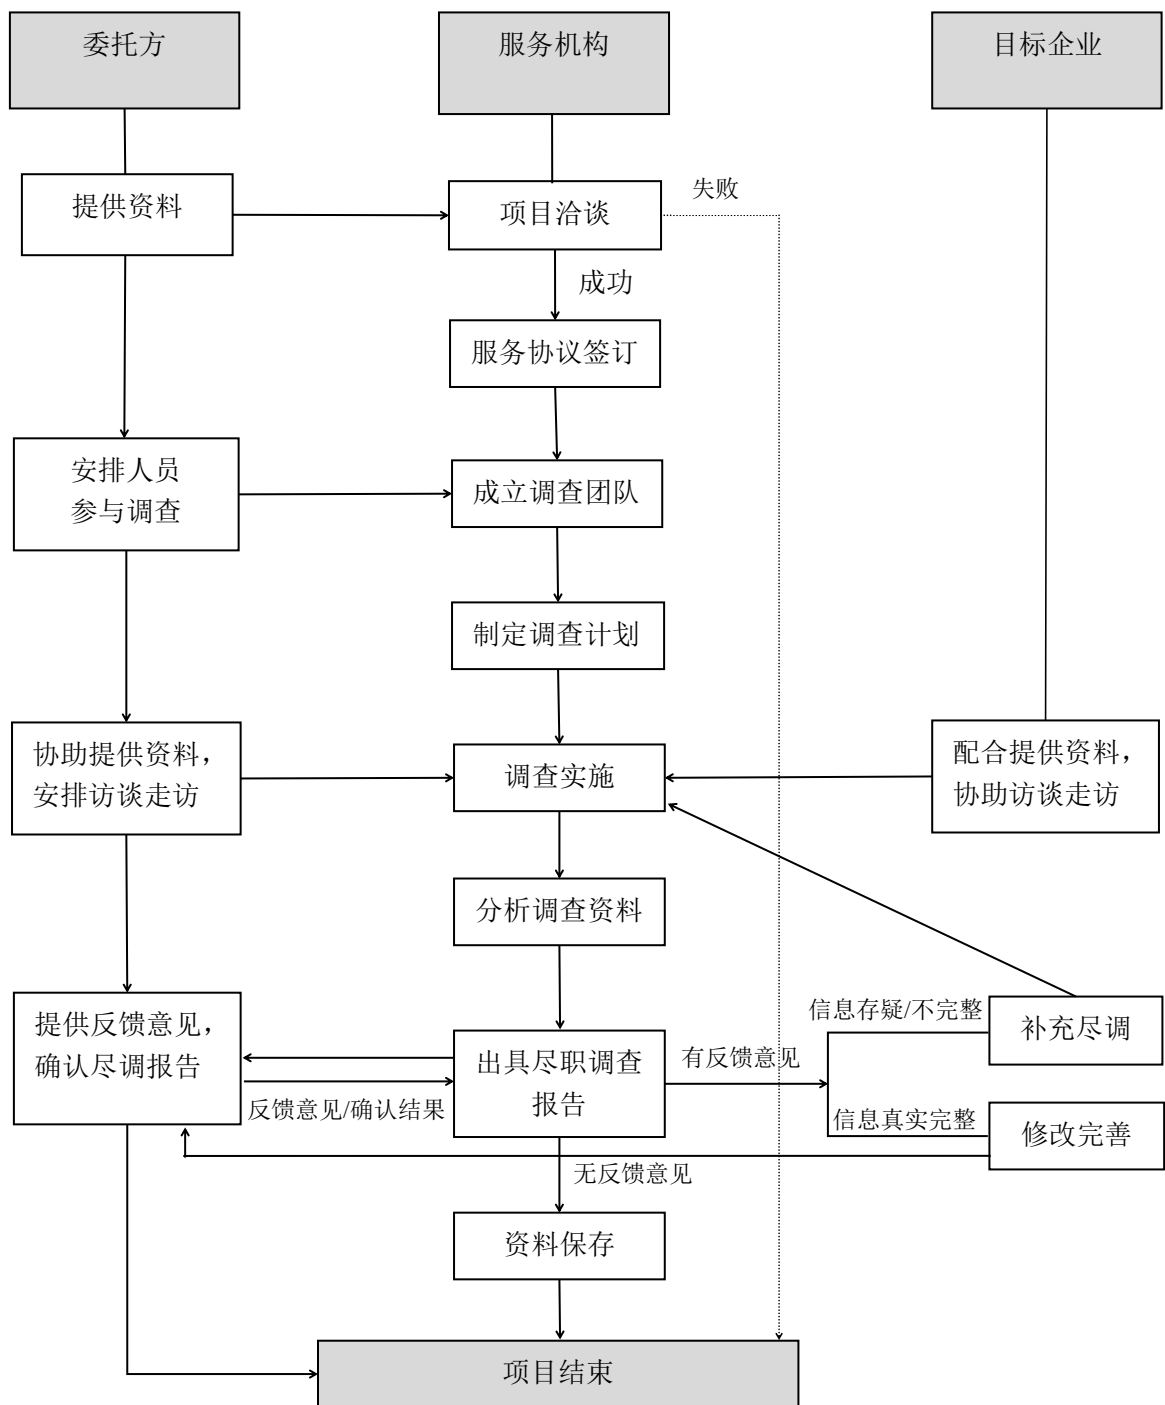 委托方
服务机构
目标企业
提供资料
项目洽谈
失败
成功
服务协议签订
安排人员
参与调查
成立调查团队
制定调查计划
协助提供资料，
安排访谈走访
调查实施
配合提供资料，
协助访谈走访
分析调查资料
提供反馈意见，
确认尽调报告
出具尽职调查
报告
有反馈意见
信息存疑/不完整
补充尽调
反馈意见/确认结果
信息真实完整
修改完善
无反馈意见
资料保存
项目结束